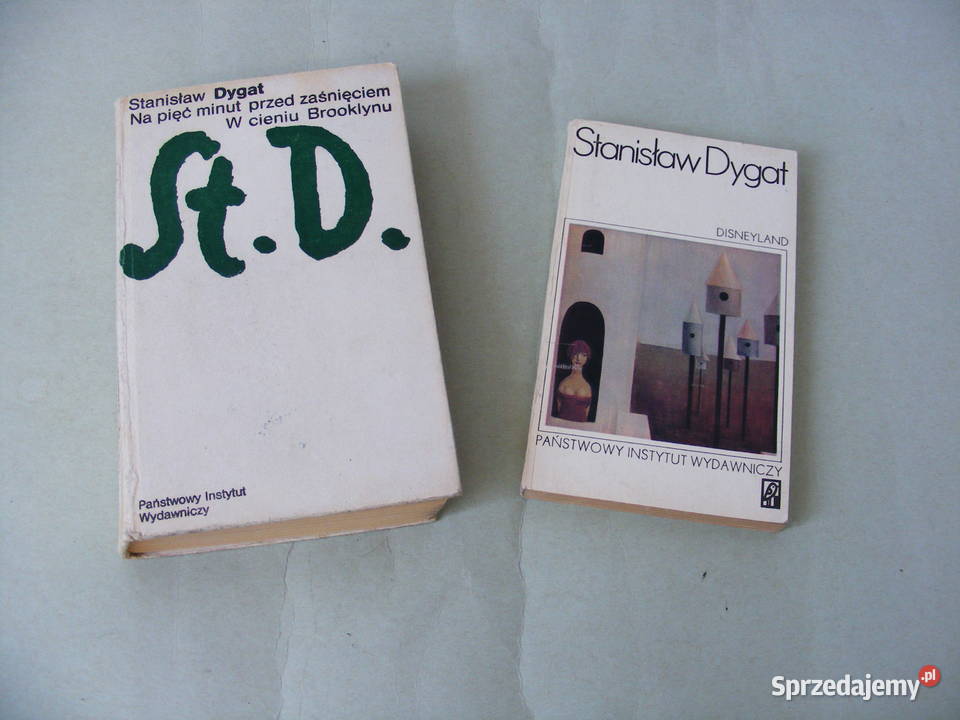 Stanisław Dygat
Na pięć minut przed zaśnięciem
W cieniu Brooklynu
St. D.
Państwowy Instytut
Wydawniczy
Stanisław Dygat
DISNEYLAND
PAŃSTWOWY INSTYTUT WYDAWNICZY
Sprzedajemy.pl